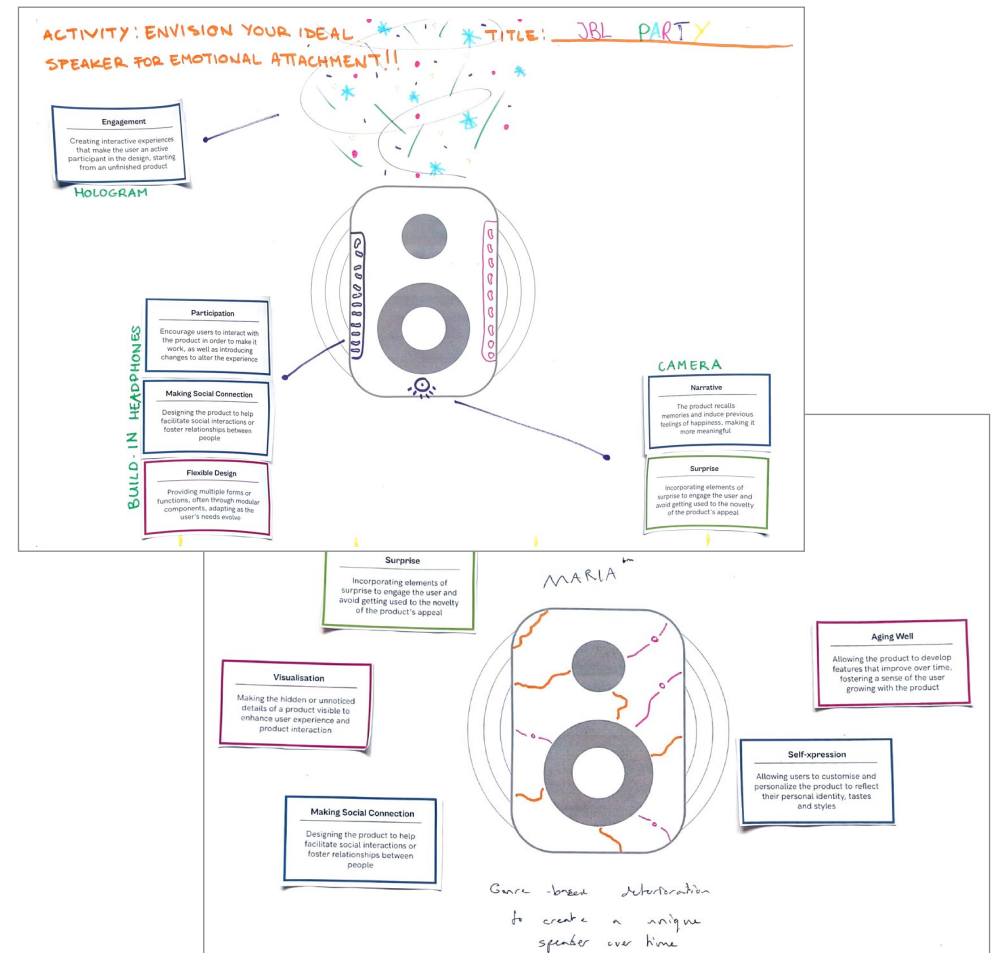 ACTIVITY: ENVISION YOUR IDEAL
SPEAKER FOR EMOTIONAL ATTACHMENT!!
TITLE: JBL PARTY
Engagement
Creating interactive experiences
that make the user an active
participant in the design, starting
from an unfinished product
HOLOGRAM
BUILD-IN HEADPHONES
Participation
Encourage users to interact with
the product in order to make it
work, as well as introducing
changes to alter the experience
Making Social Connection
Designing the product to help
facilitate social interactions or
foster relationships between
people
Flexible Design
Providing multiple forms or
functions, often through modular
components, adapting as the
user's needs evolve
CAMERA
Narrative
The product recalls
memories and induce previous
feelings of happiness, making it
more meaningful
Surprise
Incorporating elements of
surprise to engage the user and
avoid getting used to the novelty
of the product's appeal
Surprise
Incorporating elements of
surprise to engage the user and
avoid getting used to the novelty
of the product's appeal
MARIA tm
Visualisation
Making the hidden or unnoticed
details of a product visible to
enhance user experience and
product interaction
Making Social Connection
Designing the product to help
facilitate social interactions or
foster relationships between
people
Aging Well
Allowing the product to develop
features that improve over time,
fostering a sense of the user
growing with the product
Self-xpression
Allowing users to customise and
personalize the product to reflect
their personal identity, tastes
and styles
Genre-based deterioration
to create a unique
speaker over time